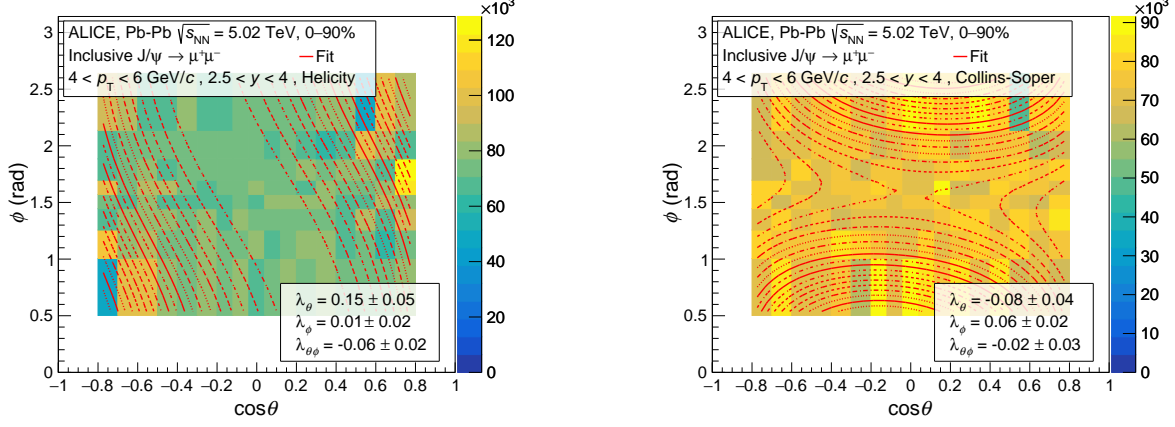 ×10³
3
2.5
2
1.5
1
0.5
0
ϕ (rad)
ALICE, Pb-Pb √s_NN = 5.02 TeV, 0–90%
Inclusive J/ψ → μ⁺μ⁻ Fit
4 < p_T < 6 GeV/c , 2.5 < y < 4 , Helicity
λ_θ = 0.15 ± 0.05
λ_ϕ = 0.01 ± 0.02
λ_θϕ = -0.06 ± 0.02
−1 −0.8 −0.6 −0.4 −0.2 0 0.2 0.4 0.6 0.8 1
cosθ
120
100
80
60
40
20
0
×10³
3
2.5
2
1.5
1
0.5
0
ϕ (rad)
ALICE, Pb-Pb √s_NN = 5.02 TeV, 0–90%
Inclusive J/ψ → μ⁺μ⁻ Fit
4 < p_T < 6 GeV/c , 2.5 < y < 4 , Collins-Soper
λ_θ = -0.08 ± 0.04
λ_ϕ = 0.06 ± 0.02
λ_θϕ = -0.02 ± 0.03
−1 −0.8 −0.6 −0.4 −0.2 0 0.2 0.4 0.6 0.8 1
cosθ
90
80
70
60
50
40
30
20
10
0